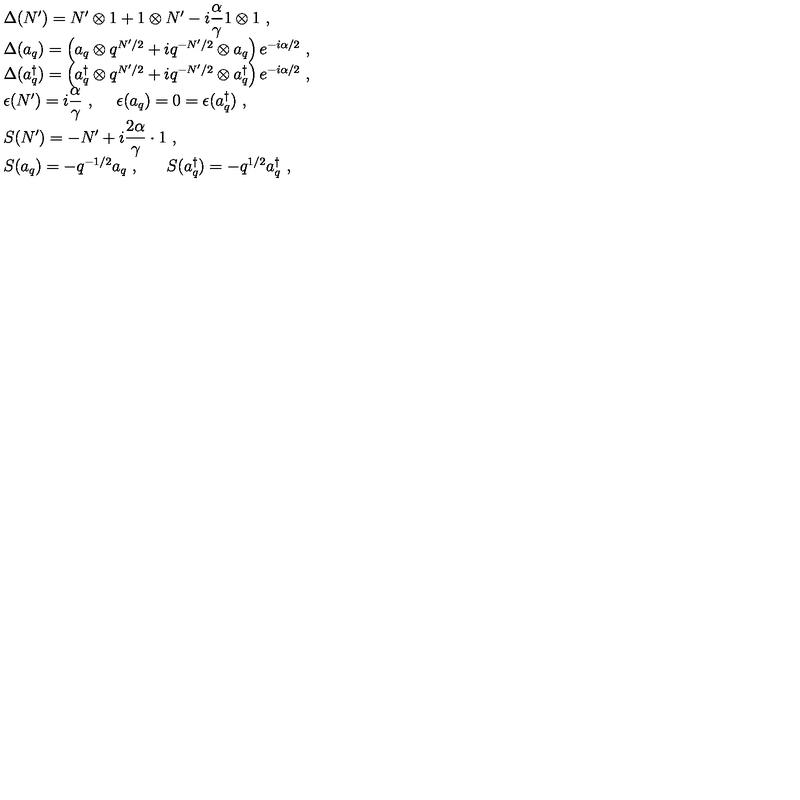 \Delta(N') = N' \otimes 1 + 1 \otimes N' - i\frac{\alpha}{\gamma} 1 \otimes 1 \ ,
\Delta(a_q) = \left( a_q \otimes q^{N'/2} + i q^{-N'/2} \otimes a_q \right) e^{-i\alpha/2} \ ,
\Delta(a_q^\dagger) = \left( a_q^\dagger \otimes q^{N'/2} + i q^{-N'/2} \otimes a_q^\dagger \right) e^{-i\alpha/2} \ ,
\epsilon(N') = i\frac{\alpha}{\gamma} \ , \quad \epsilon(a_q) = 0 = \epsilon(a_q^\dagger) \ ,
S(N') = -N' + i\frac{2\alpha}{\gamma} \cdot 1 \ ,
S(a_q) = -q^{-1/2} a_q \ , \quad S(a_q^\dagger) = -q^{1/2} a_q^\dagger \ ,